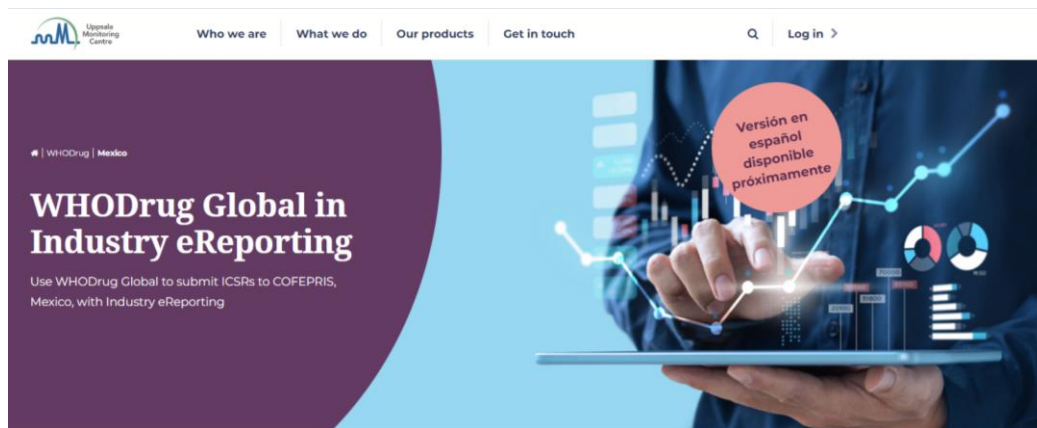 Uppsala
Monitoring
Centre
Who we are
What we do
Our products
Get in touch
Log in
| WHODrug | Mexico
WHODrug Global in
Industry eReporting
Use WHODrug Global to submit ICSRs to COFEPRIS,
Mexico, with Industry eReporting
Versión en
español
disponible
próximamente